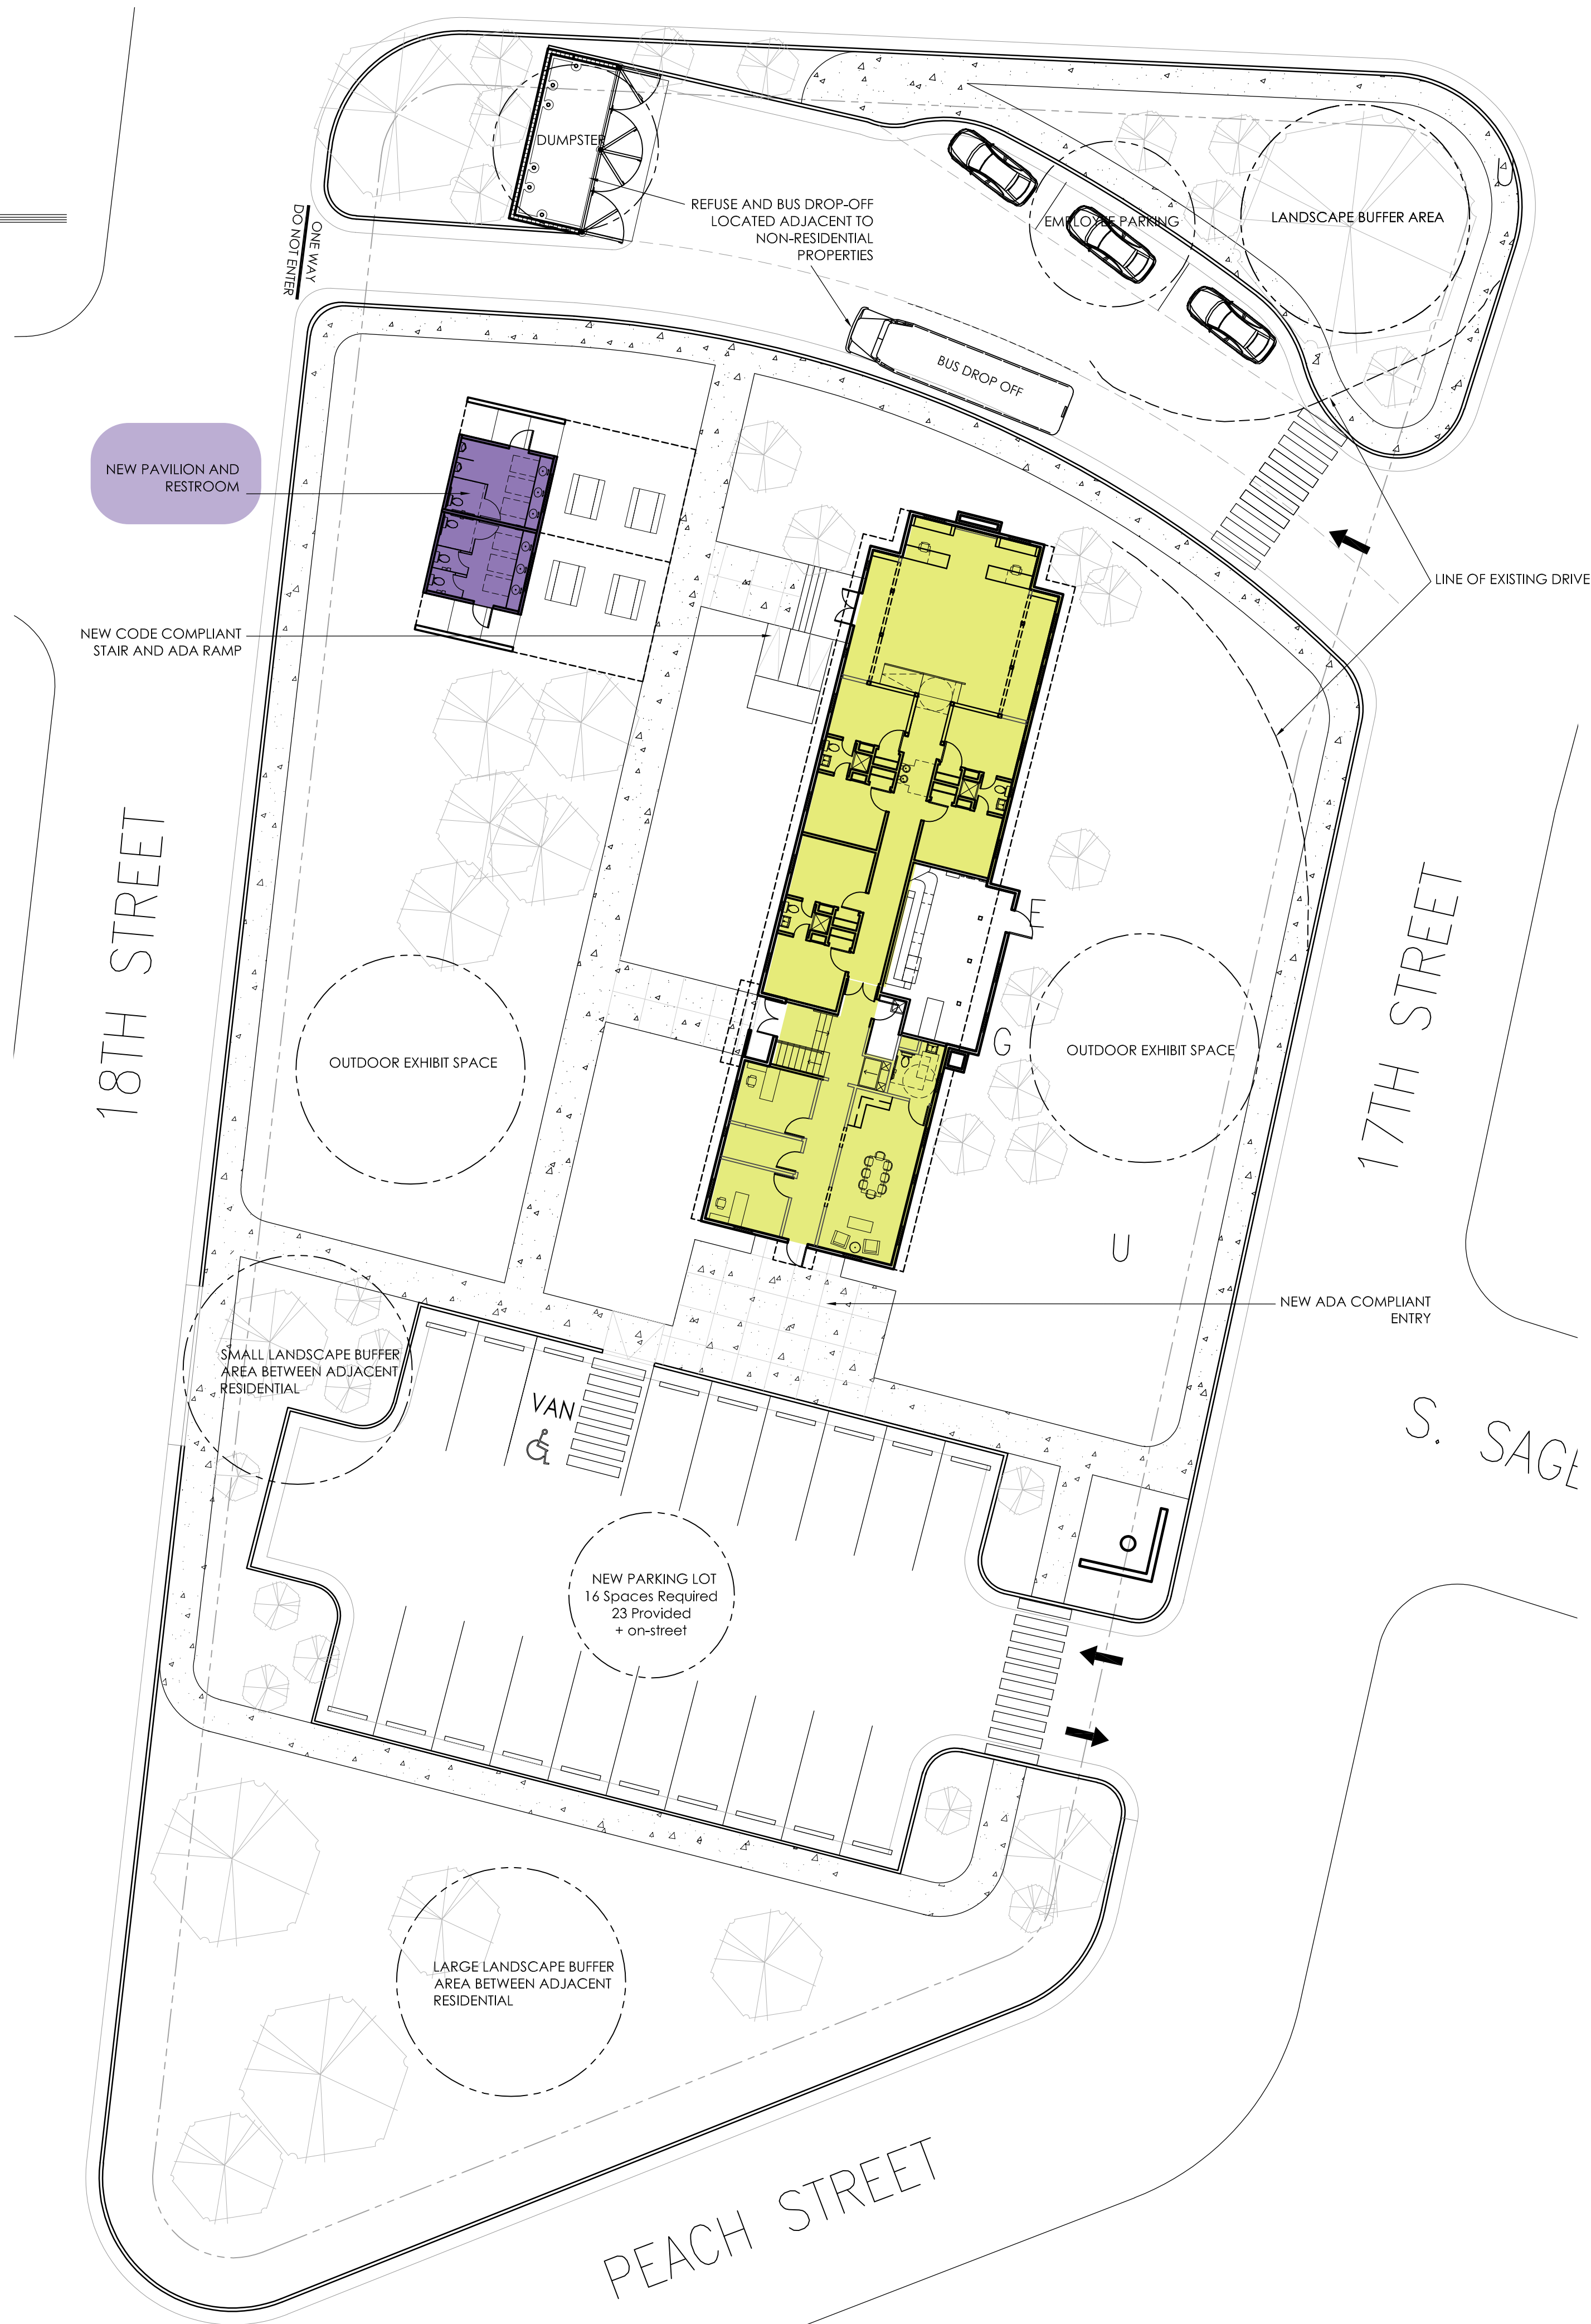 DUMPSTER
REFUSE AND BUS DROP-OFF
LOCATED ADJACENT TO
NON-RESIDENTIAL
PROPERTIES
EMPLOYEE PARKING
LANDSCAPE BUFFER AREA
ONE WAY
DO NOT ENTER
BUS DROP OFF
NEW PAVILION AND
RESTROOM
LINE OF EXISTING DRIVE
NEW CODE COMPLIANT
STAIR AND ADA RAMP
18TH STREET
17TH STREET
E
G
U
OUTDOOR EXHIBIT SPACE
OUTDOOR EXHIBIT SPACE
NEW ADA COMPLIANT
ENTRY
SMALL LANDSCAPE BUFFER
AREA BETWEEN ADJACENT
RESIDENTIAL
VAN
S. SAGE
NEW PARKING LOT
16 Spaces Required
23 Provided
+ on-street
LARGE LANDSCAPE BUFFER
AREA BETWEEN ADJACENT
RESIDENTIAL
PEACH STREET